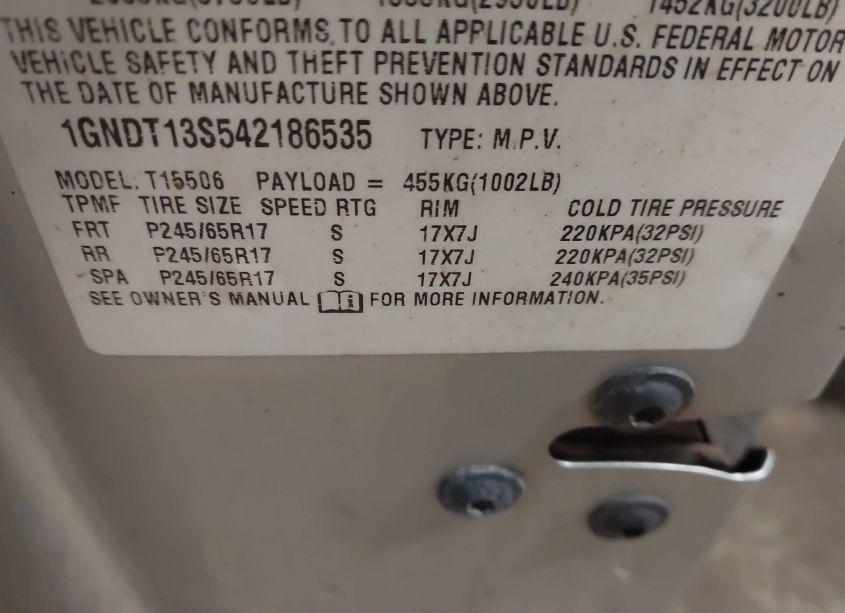 1452KG(3200LB)
THIS VEHICLE CONFORMS TO ALL APPLICABLE U.S. FEDERAL MOTOR
VEHICLE SAFETY AND THEFT PREVENTION STANDARDS IN EFFECT ON
THE DATE OF MANUFACTURE SHOWN ABOVE.
1GNDT13S542186535 TYPE: M.P.V.
MODEL: T15506 PAYLOAD = 455KG(1002LB)
TPMF TIRE SIZE SPEED RTG RIM COLD TIRE PRESSURE
FRT P245/65R17 S 17X7J 220KPA(32PSI)
RR P245/65R17 S 17X7J 220KPA(32PSI)
SPA P245/65R17 S 17X7J 240KPA(35PSI)
SEE OWNER'S MANUAL i FOR MORE INFORMATION.